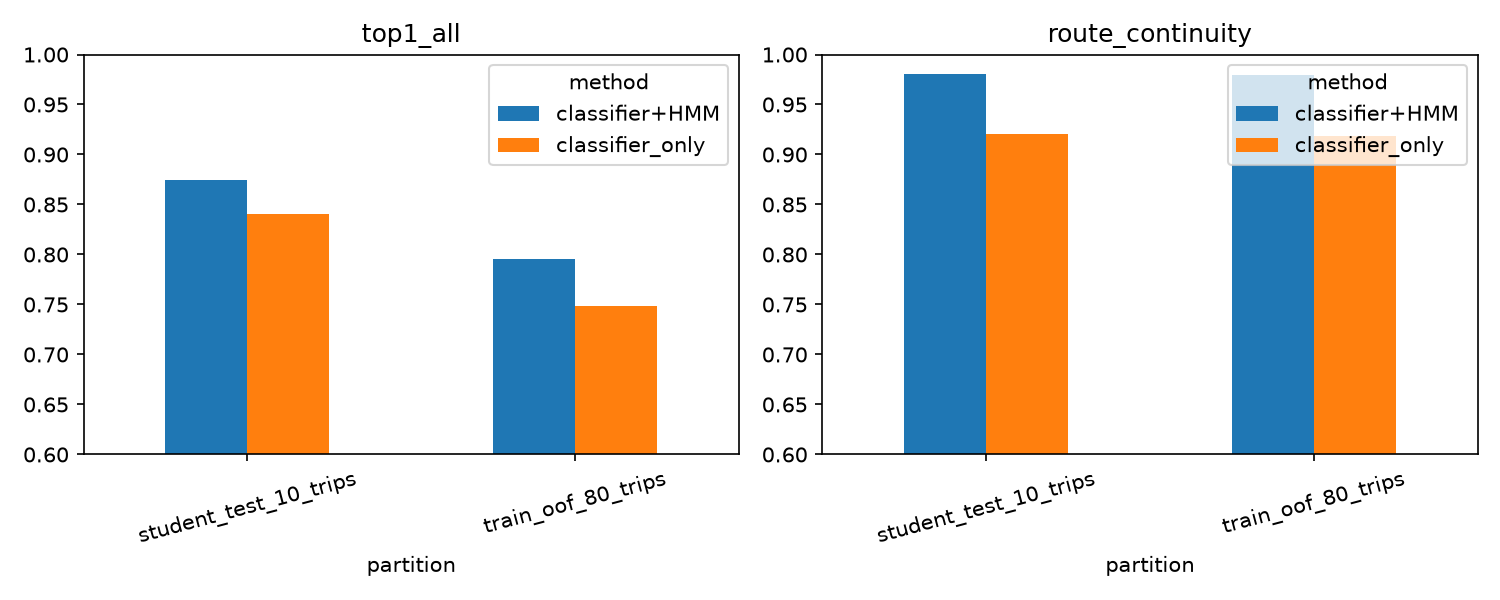 top1_all
1.00
0.95
0.90
0.85
0.80
0.75
0.70
0.65
0.60
method
classifier+HMM
classifier_only
student_test_10_trips
train_oof_80_trips
partition
route_continuity
1.00
0.95
0.90
0.85
0.80
0.75
0.70
0.65
0.60
method
classifier+HMM
classifier_only
student_test_10_trips
train_oof_80_trips
partition